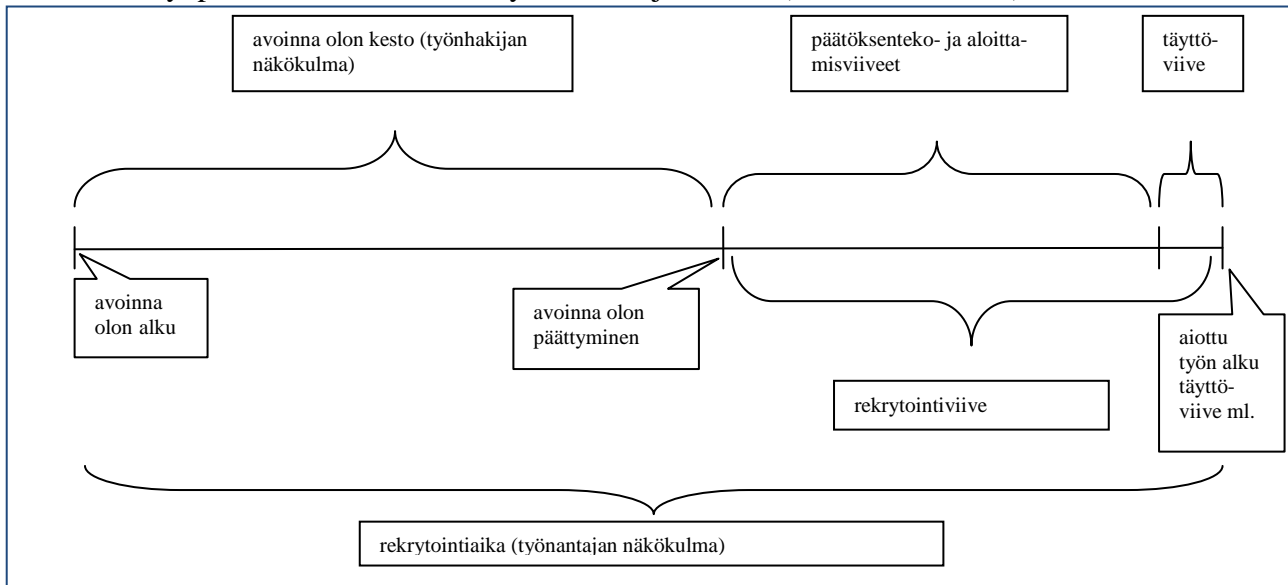 avoinna olon kesto (työnhakijan
näkökulma)
päätöksenteko- ja aloitta-
misviiveet
täyttö-
viive
avoinna
olon alku
avoinna olon
päättyminen
aiottu
työn alku
täyttö-
viive ml.
rekrytointiviive
rekrytointiaika (työnantajan näkökulma)